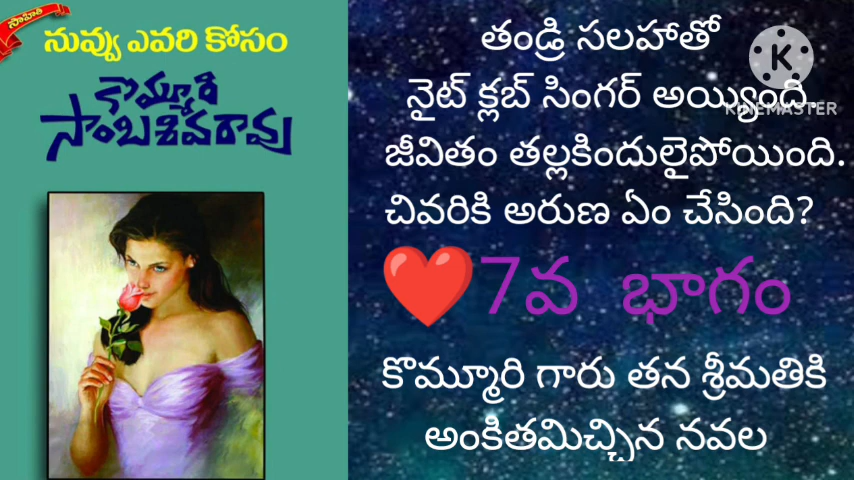 సాహితి
నువ్వు ఎవరి కోసం
కొమ్మూరి
సాంబశివరావు
తండ్రి సలహాతో
నైట్ క్లబ్ సింగర్ అయ్యింది.
జీవితం తల్లకిందులైపోయింది.
చివరికి అరుణ ఏం చేసింది?
❤️7వ భాగం
కొమ్మూరి గారు తన శ్రీమతికి
అంకితమిచ్చిన నవల
K
KINEMASTER